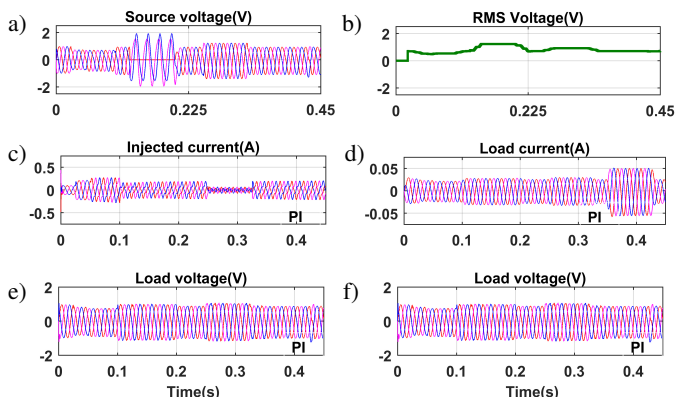 a)
Source voltage(V)
2
0
-2
0
0.225
0.45
b)
RMS Voltage(V)
2
0
-2
0
0.225
0.45
c)
Injected current(A)
0.5
0
-0.5
PI
0
0.1
0.2
0.3
0.4
d)
Load current(A)
0.05
0
-0.05
PI
0
0.1
0.2
0.3
0.4
e)
Load voltage(V)
2
0
-2
PI
0
0.1
0.2
0.3
0.4
Time(s)
f)
Load voltage(V)
2
0
-2
PI
0
0.1
0.2
0.3
0.4
Time(s)